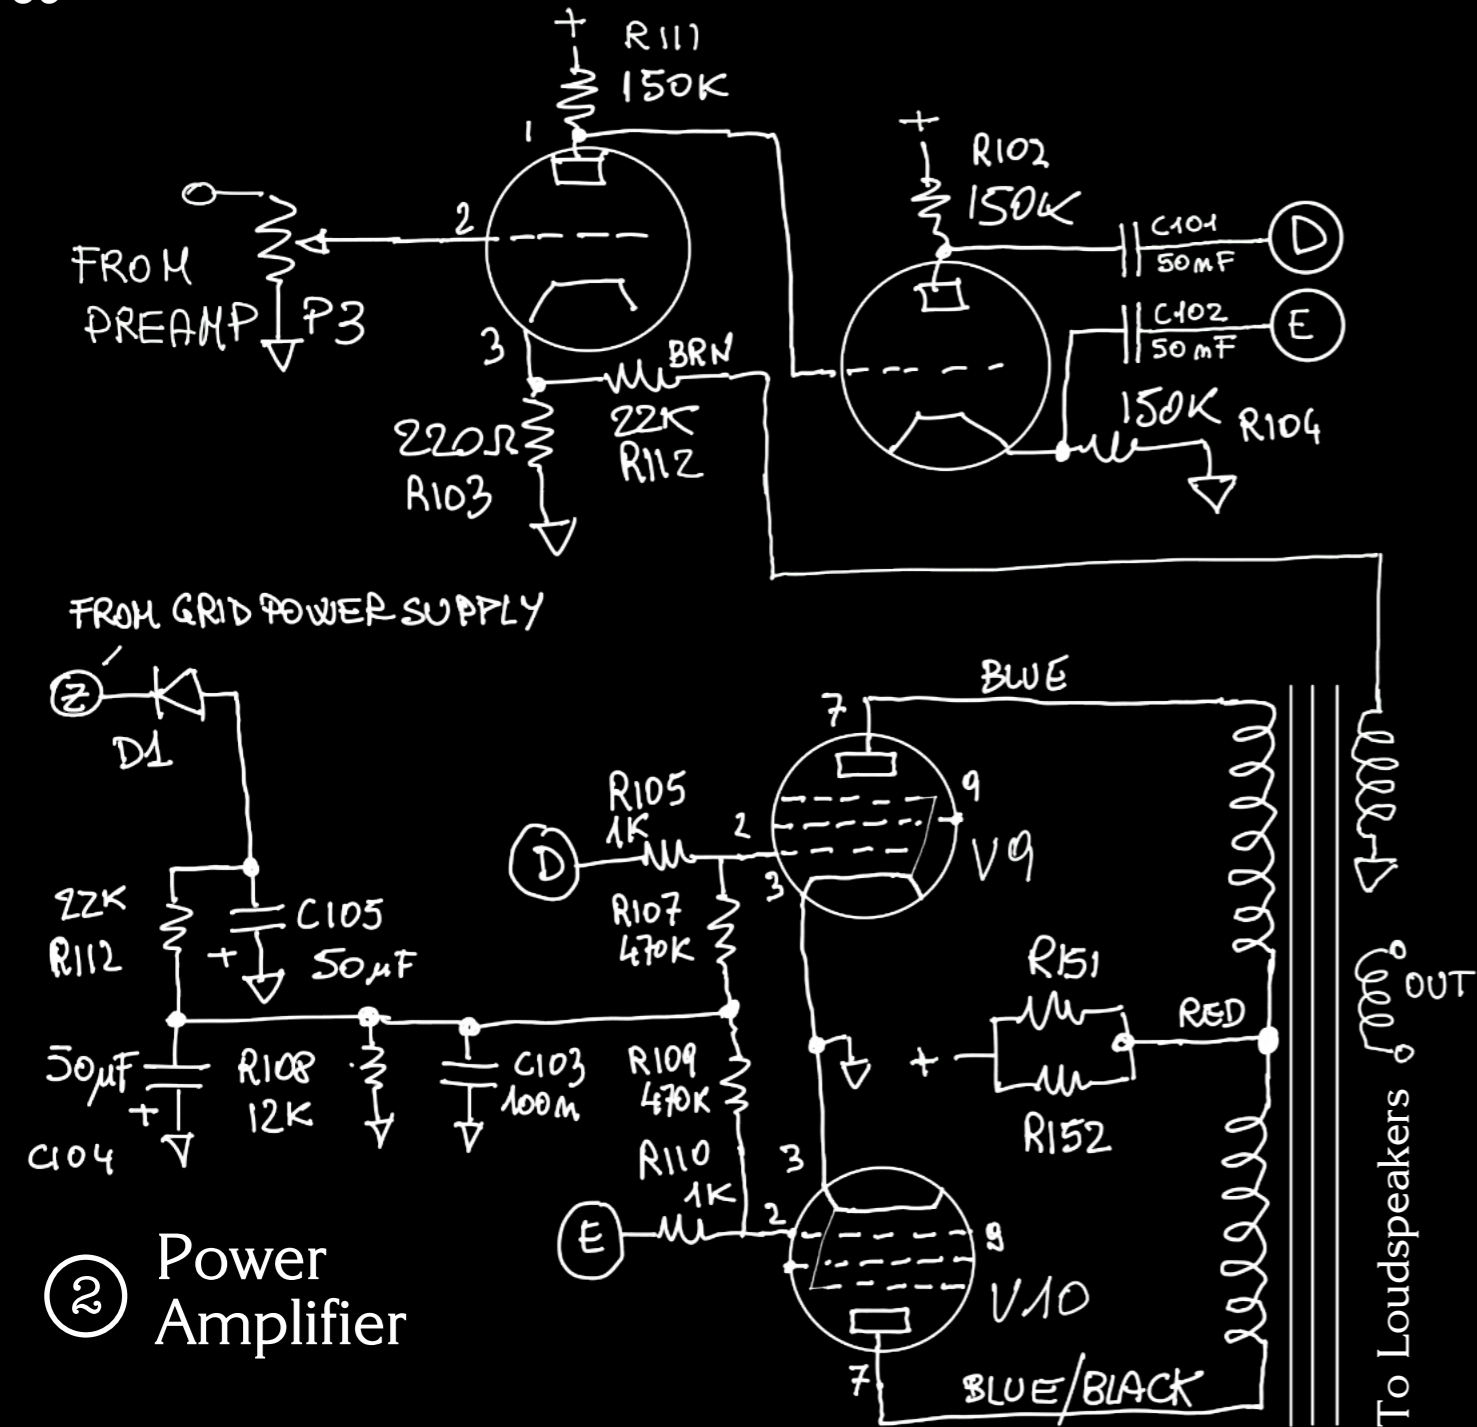 +
R111
150K
1
+
R102
150K
2
C101
50mF
D
FROM
PREAMP
P3
C102
50mF
E
3
BRN
22K
R112
220Ω
R103
150K
R104
FROM GRID POWER SUPPLY
Z
D1
BLUE
7
R105
1K
D
2
9
V9
3
22K
R112
C105
+
50µF
R107
470K
R151
RED
OUT
+
50µF
+
C104
R108
12K
C103
100m
R109
470K
R152
R110
1K
3
E
2
9
V10
7
BLUE/BLACK
2
Power
Amplifier
To Loudspeakers